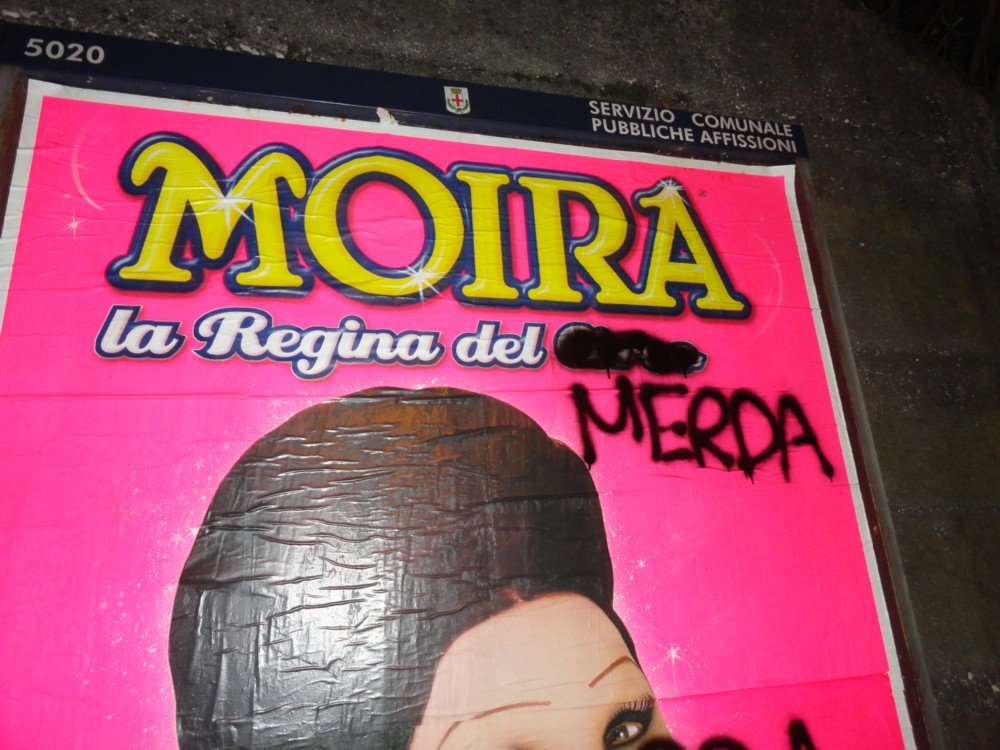 5020
SERVIZIO COMUNALE
PUBBLICHE AFFISSIONI
MOIRA®
la Regina del
MERDA